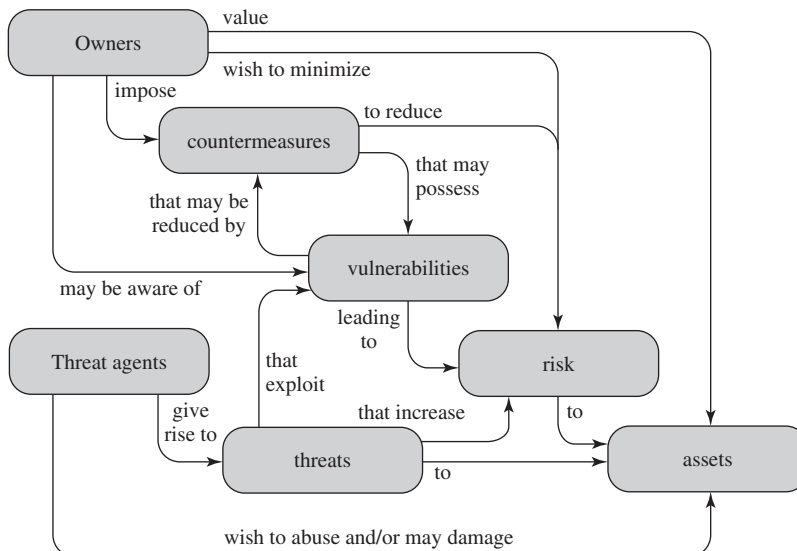 value
Owners
wish to minimize
impose
to reduce
countermeasures
that may
possess
that may be
reduced by
vulnerabilities
may be aware of
leading
to
Threat agents
that
exploit
risk
give
rise to
that increase
to
threats
to
assets
wish to abuse and/or may damage